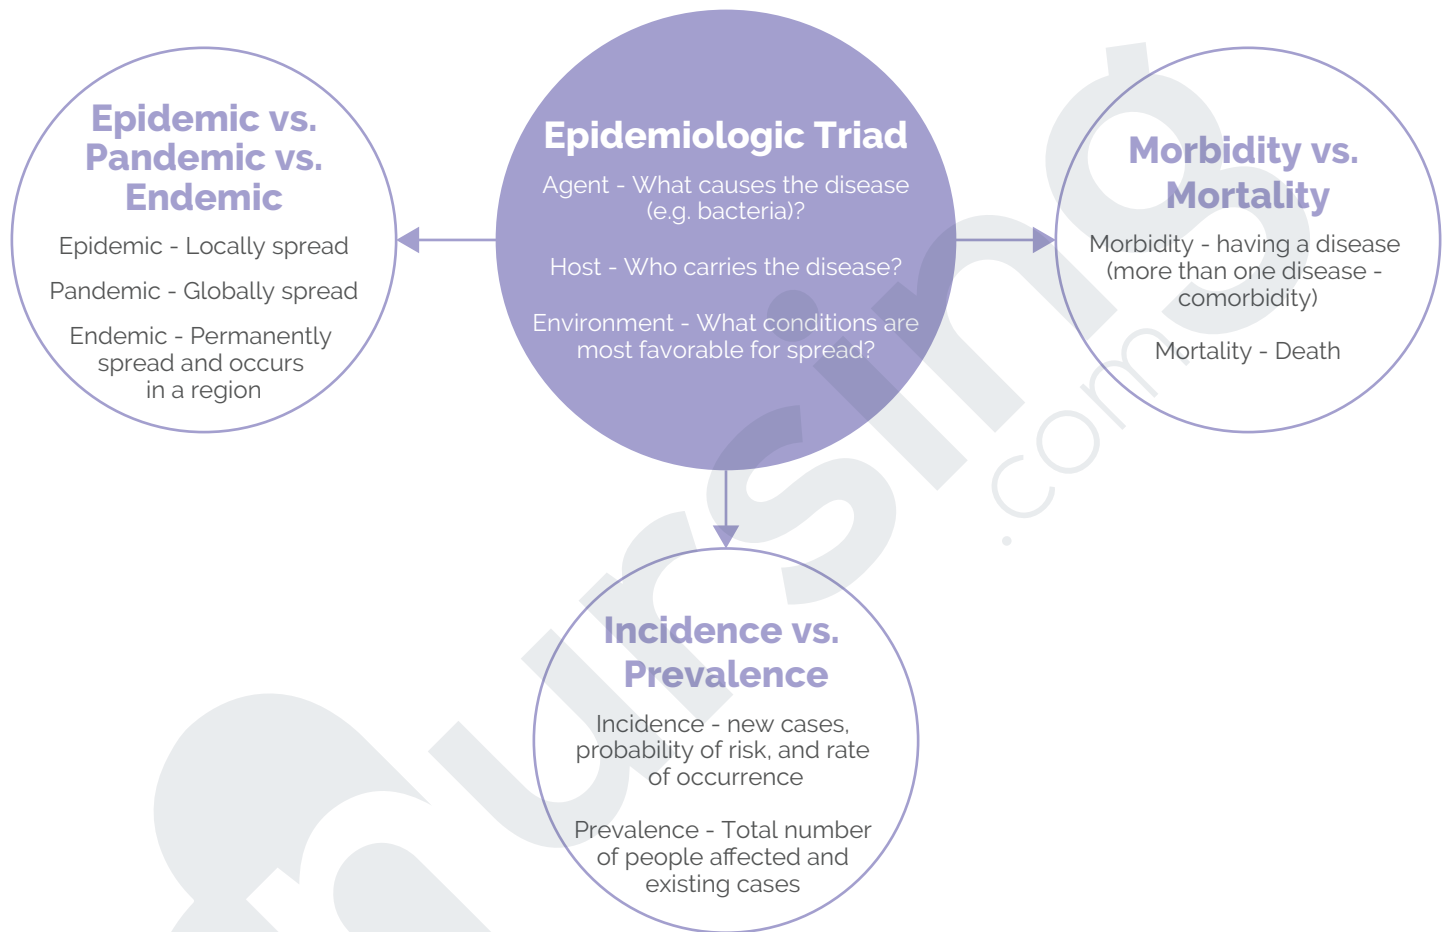 Epidemic vs.
Pandemic vs.
Endemic
Epidemic - Locally spread
Pandemic - Globally spread
Endemic - Permanently
spread and occurs
in a region
Epidemiologic Triad
Agent - What causes the disease
(e.g. bacteria)?
Host - Who carries the disease?
Environment - What conditions are
most favorable for spread?
Morbidity vs.
Mortality
Morbidity - having a disease
(more than one disease -
comorbidity)
Mortality - Death
Incidence vs.
Prevalence
Incidence - new cases,
probability of risk, and rate
of occurrence
Prevalence - Total number
of people affected and
existing cases
nursing
.com